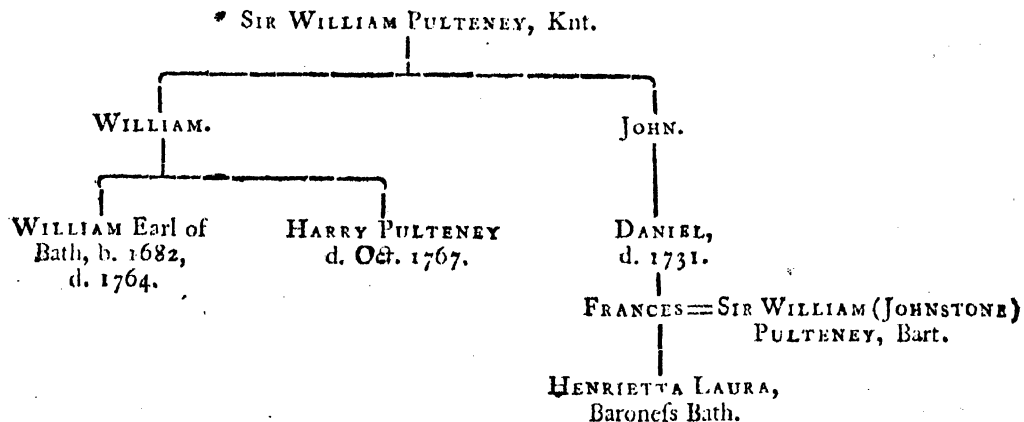 * SIR WILLIAM PULTENEY, Knt.
WILLIAM.
JOHN.
WILLIAM Earl of
Bath, b. 1682,
d. 1764.
HARRY PULTENEY
d. Oct. 1767.
DANIEL,
d. 1731.
FRANCES=SIR WILLIAM (JOHNSTONE)
PULTENEY, Bart.
HENRIETTA LAURA,
Baroneſs Bath.